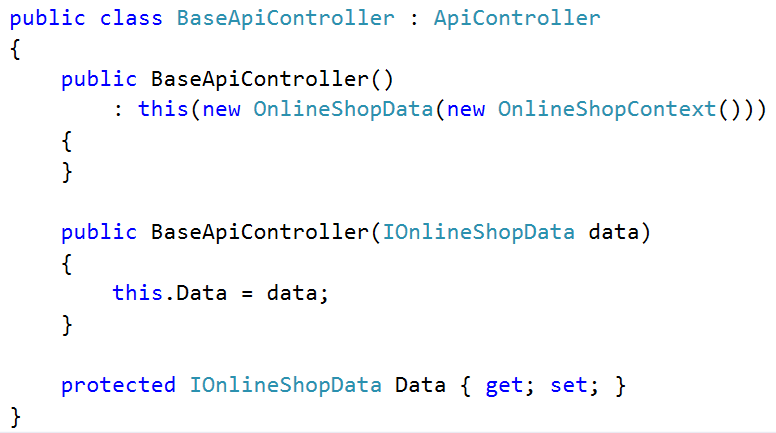 public class BaseApiController : ApiController
{
    public BaseApiController()
        : this(new OnlineShopData(new OnlineShopContext()))
    {
    }

    public BaseApiController(IOnlineShopData data)
    {
        this.Data = data;
    }

    protected IOnlineShopData Data { get; set; }
}